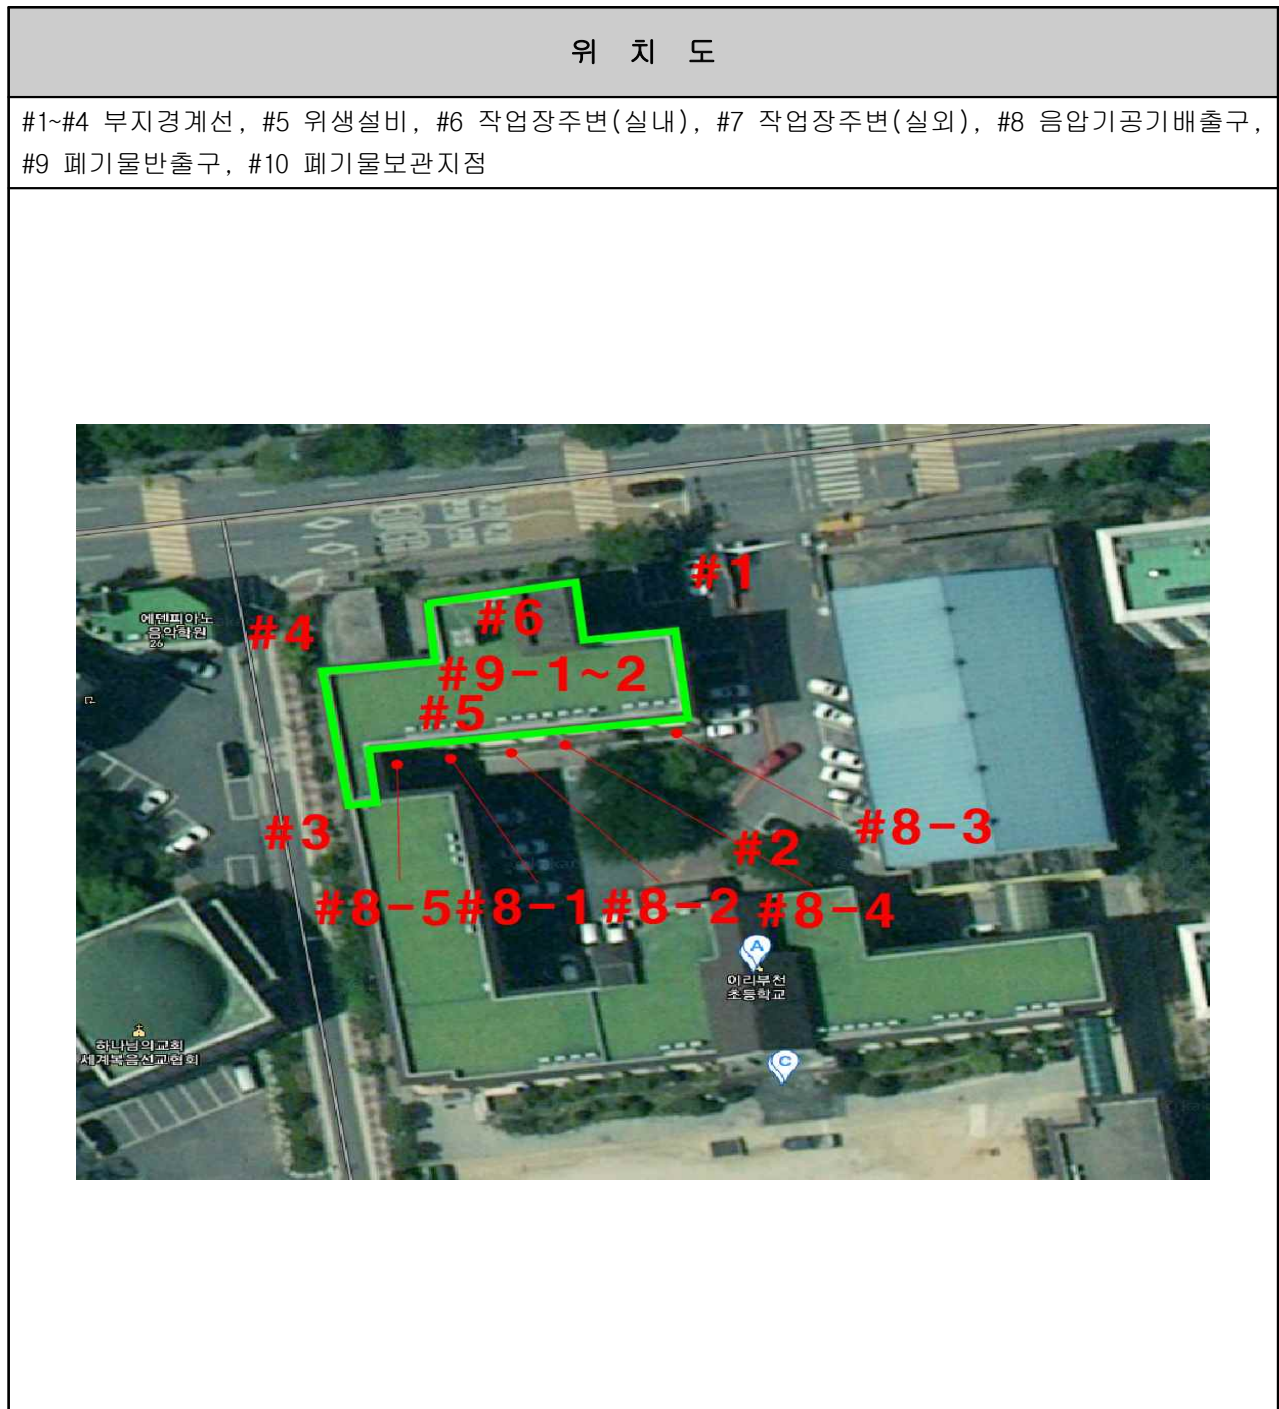 위 치 도
#1~#4 부지경계선, #5 위생설비, #6 작업장주변(실내), #7 작업장주변(실외), #8 음압기공기배출구,
#9 폐기물반출구, #10 폐기물보관지점
#1
에덴피아노
음악학원
26
#4
#6
#9-1~2
#5
#3
#2
#8-3
#8-5
#8-1
#8-2
#8-4
A
이리부천
초등학교
하나님의교회
세계복음선교협회
C